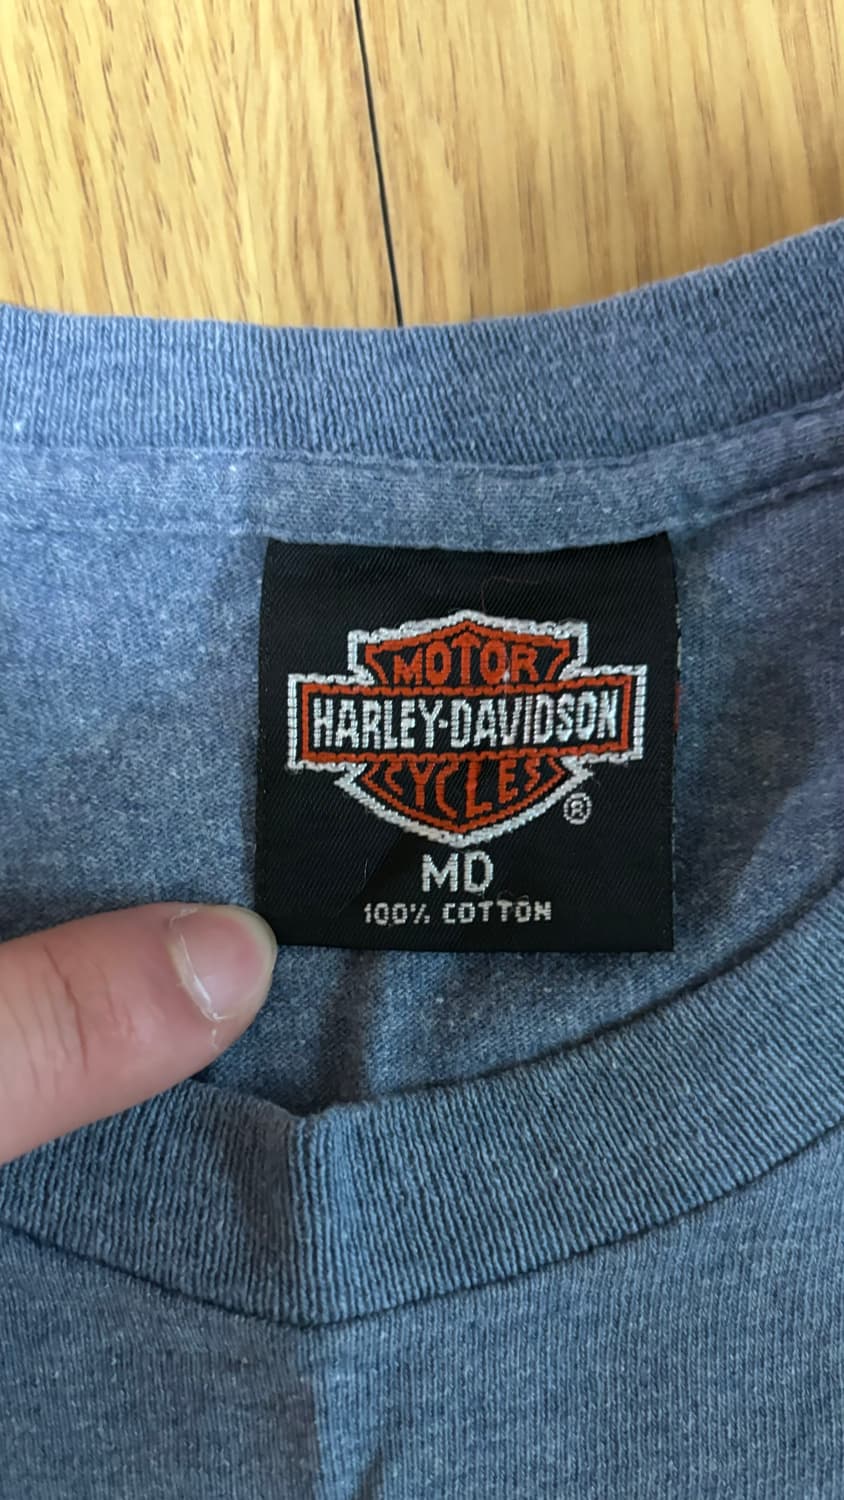 MOTOR
HARLEY-DAVIDSON
CYCLES
®
MD
100% COTTON